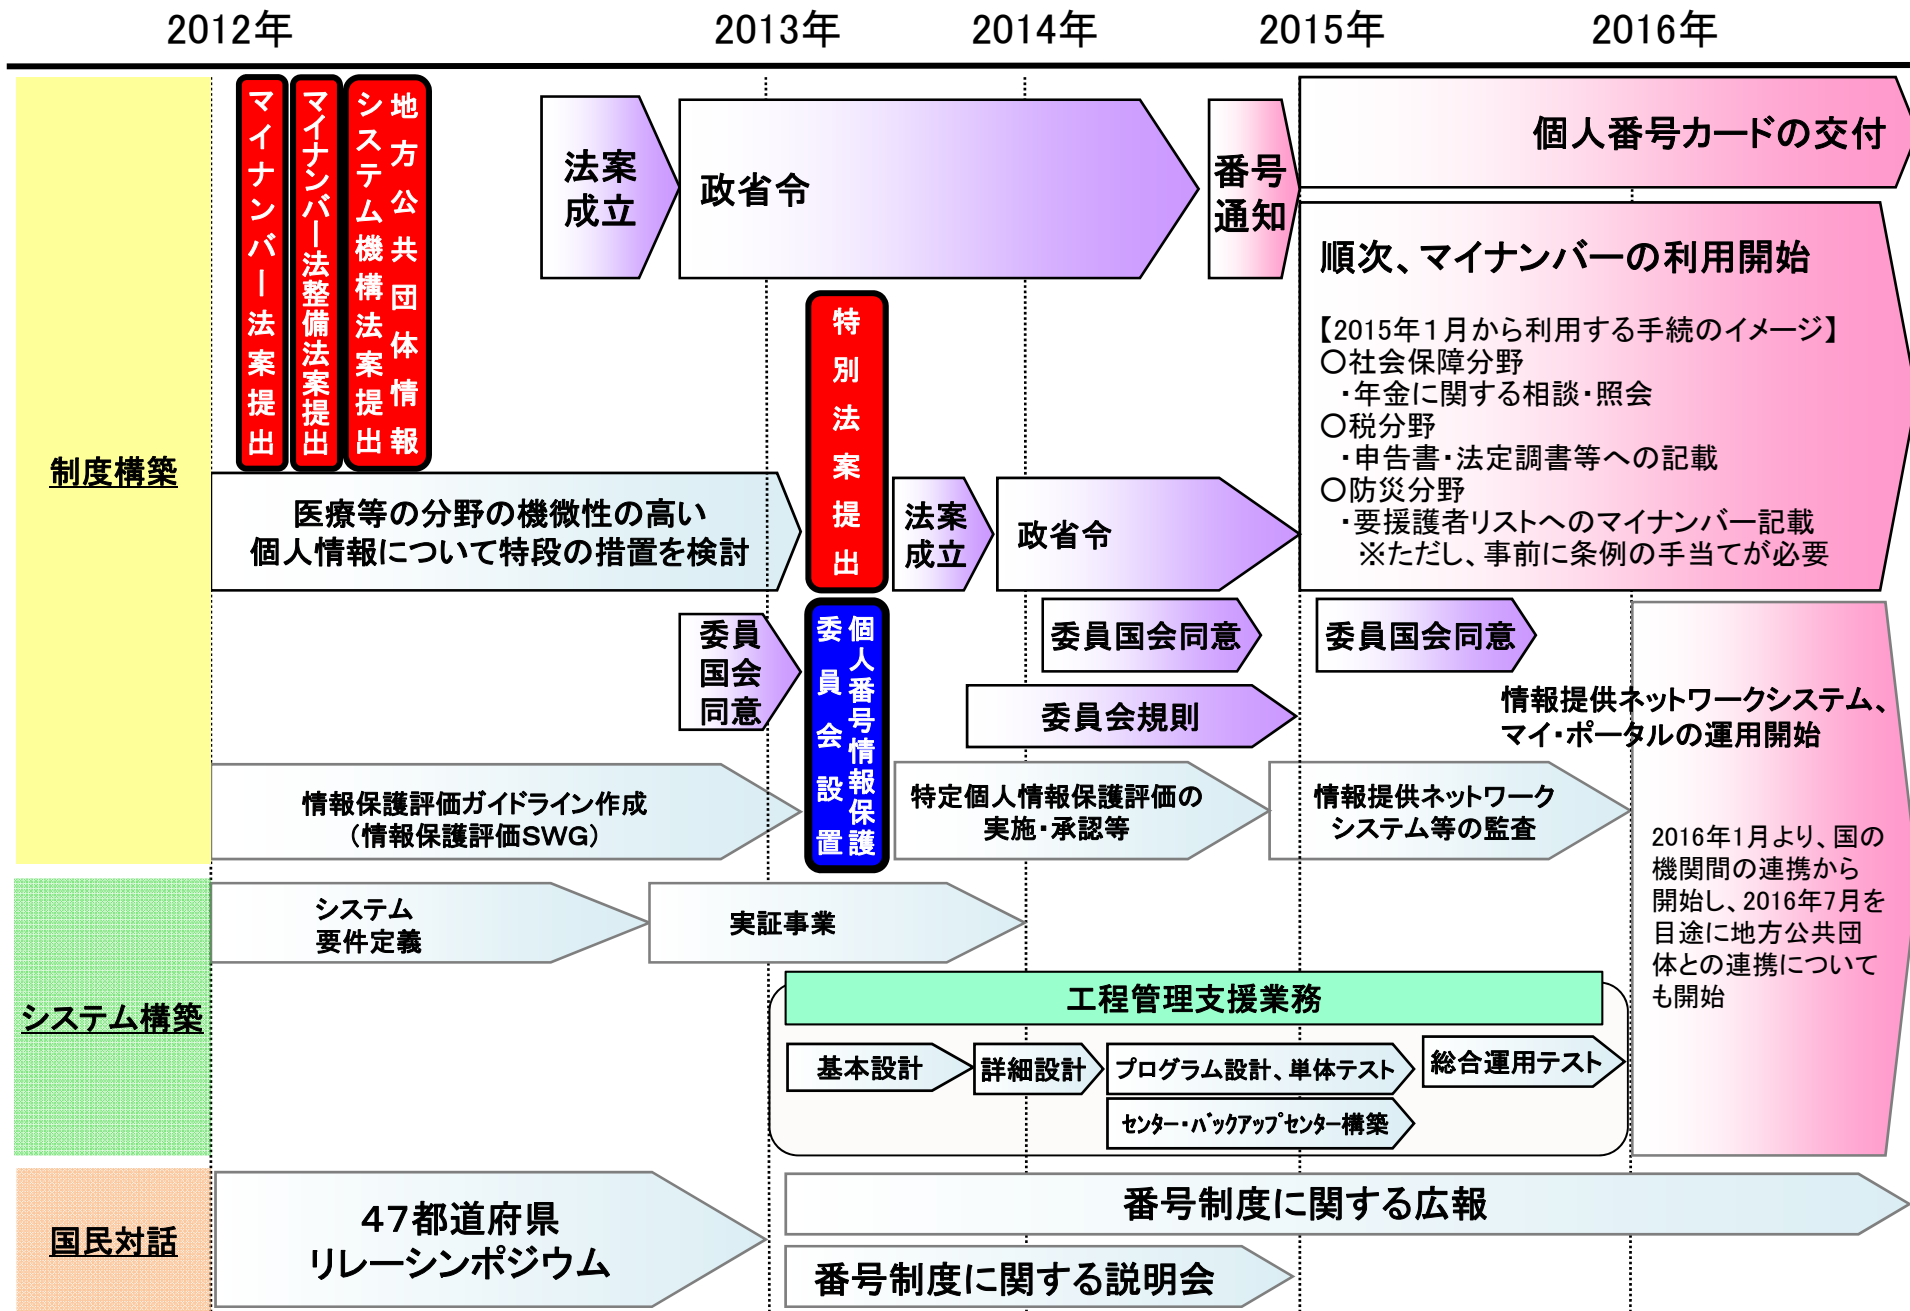 2012年
2013年
2014年
2015年
2016年
制度構築
マイナンバー法案提出
マイナンバー法整備法案提出
地方公共団体情報
システム機構法案提出
法案
成立
政省令
番号
通知
個人番号カードの交付
順次、マイナンバーの利用開始
【2015年1月から利用する手続のイメージ】
○社会保障分野
・年金に関する相談・照会
○税分野
・申告書・法定調書等への記載
○防災分野
・要援護者リストへのマイナンバー記載
※ただし、事前に条例の手当てが必要
医療等の分野の機微性の高い
個人情報について特段の措置を検討
特別法案提出
法案
成立
政省令
委員
国会
同意
個人番号情報保護
委員会設置
委員国会同意
委員国会同意
委員会規則
情報提供ネットワークシステム、
マイ・ポータルの運用開始
情報保護評価ガイドライン作成
（情報保護評価SWG）
特定個人情報保護評価の
実施・承認等
情報提供ネットワーク
システム等の監査
2016年1月より、国の
機関間の連携から
開始し、2016年7月を
目途に地方公共団
体との連携について
も開始
システム構築
システム
要件定義
実証事業
工程管理支援業務
基本設計
詳細設計
プログラム設計、単体テスト
総合運用テスト
センター・バックアップセンター構築
国民対話
47都道府県
リレーシンポジウム
番号制度に関する広報
番号制度に関する説明会